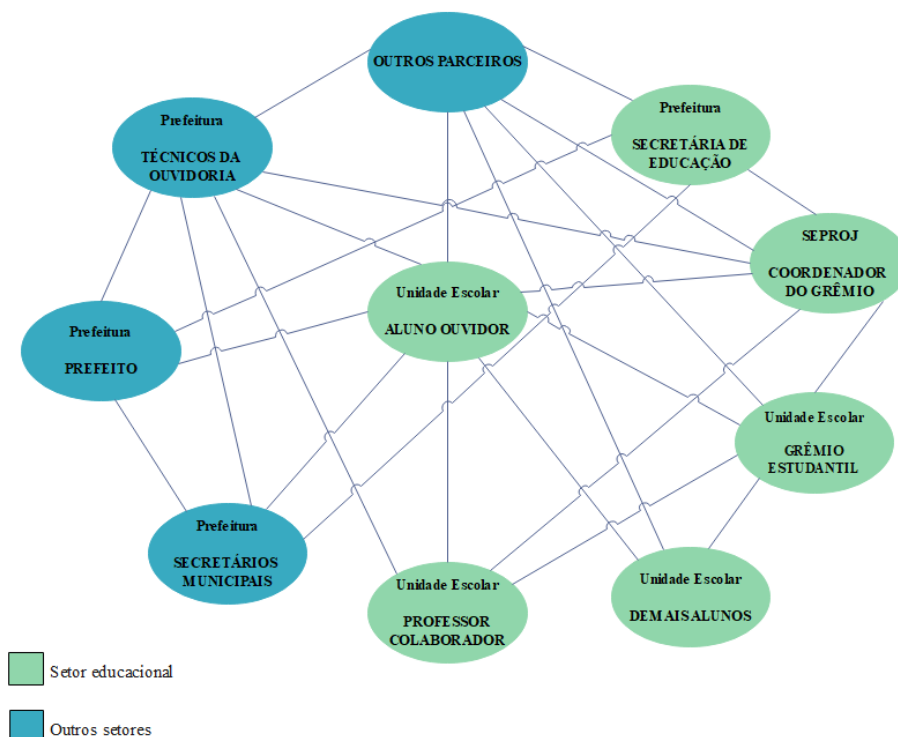 OUTROS PARCEIROS
Prefeitura
TÉCNICOS DA
OUVIDORIA
Prefeitura
SECRETÁRIA DE
EDUCAÇÃO
SEPROJ
COORDENADOR
DO GRÊMIO
Unidade Escolar
ALUNO OUVIDOR
Prefeitura
PREFEITO
Unidade Escolar
GRÊMIO
ESTUDANTIL
Prefeitura
SECRETÁRIOS
MUNICIPAIS
Unidade Escolar
PROFESSOR
COLABORADOR
Unidade Escolar
DEMAIS ALUNOS
Setor educacional
Outros setores